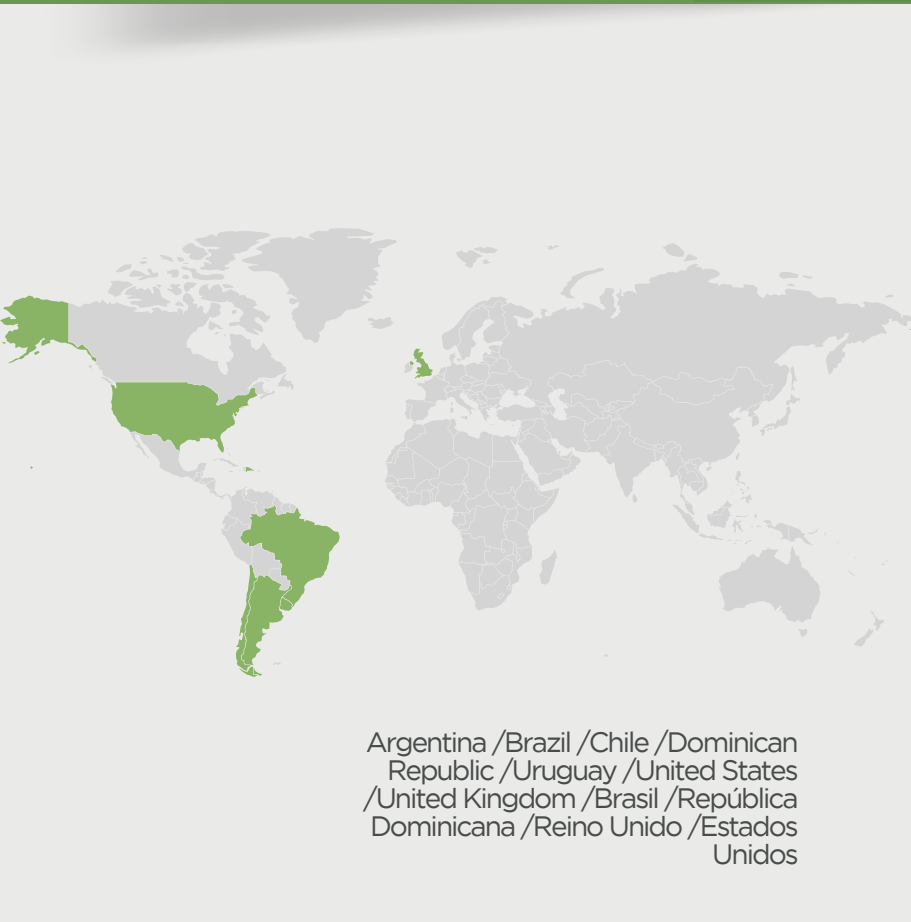 Argentina /Brazil /Chile /Dominican
Republic /Uruguay /United States
/United Kingdom /Brasil /República
Dominicana /Reino Unido /Estados
Unidos